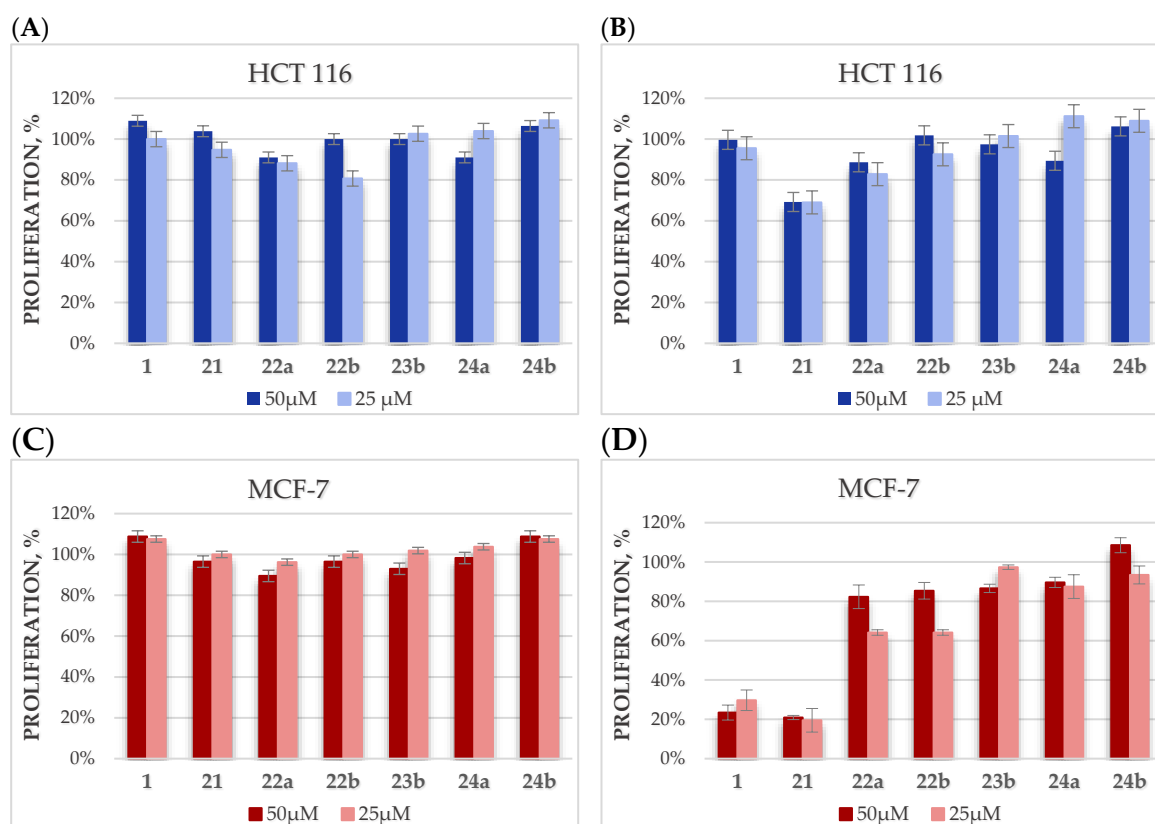 (A)
HCT 116
PROLIFERATION, %
120%
100%
80%
60%
40%
20%
0%
1 21 22a 22b 23b 24a 24b
50µM 25 µM
(B)
HCT 116
PROLIFERATION, %
120%
100%
80%
60%
40%
20%
0%
1 21 22a 22b 23b 24a 24b
50µM 25 µM
(C)
MCF-7
PROLIFERATION, %
120%
100%
80%
60%
40%
20%
0%
1 21 22a 22b 23b 24a 24b
50µM 25µM
(D)
MCF-7
PROLIFERATION, %
120%
100%
80%
60%
40%
20%
0%
1 21 22a 22b 23b 24a 24b
50µM 25µM